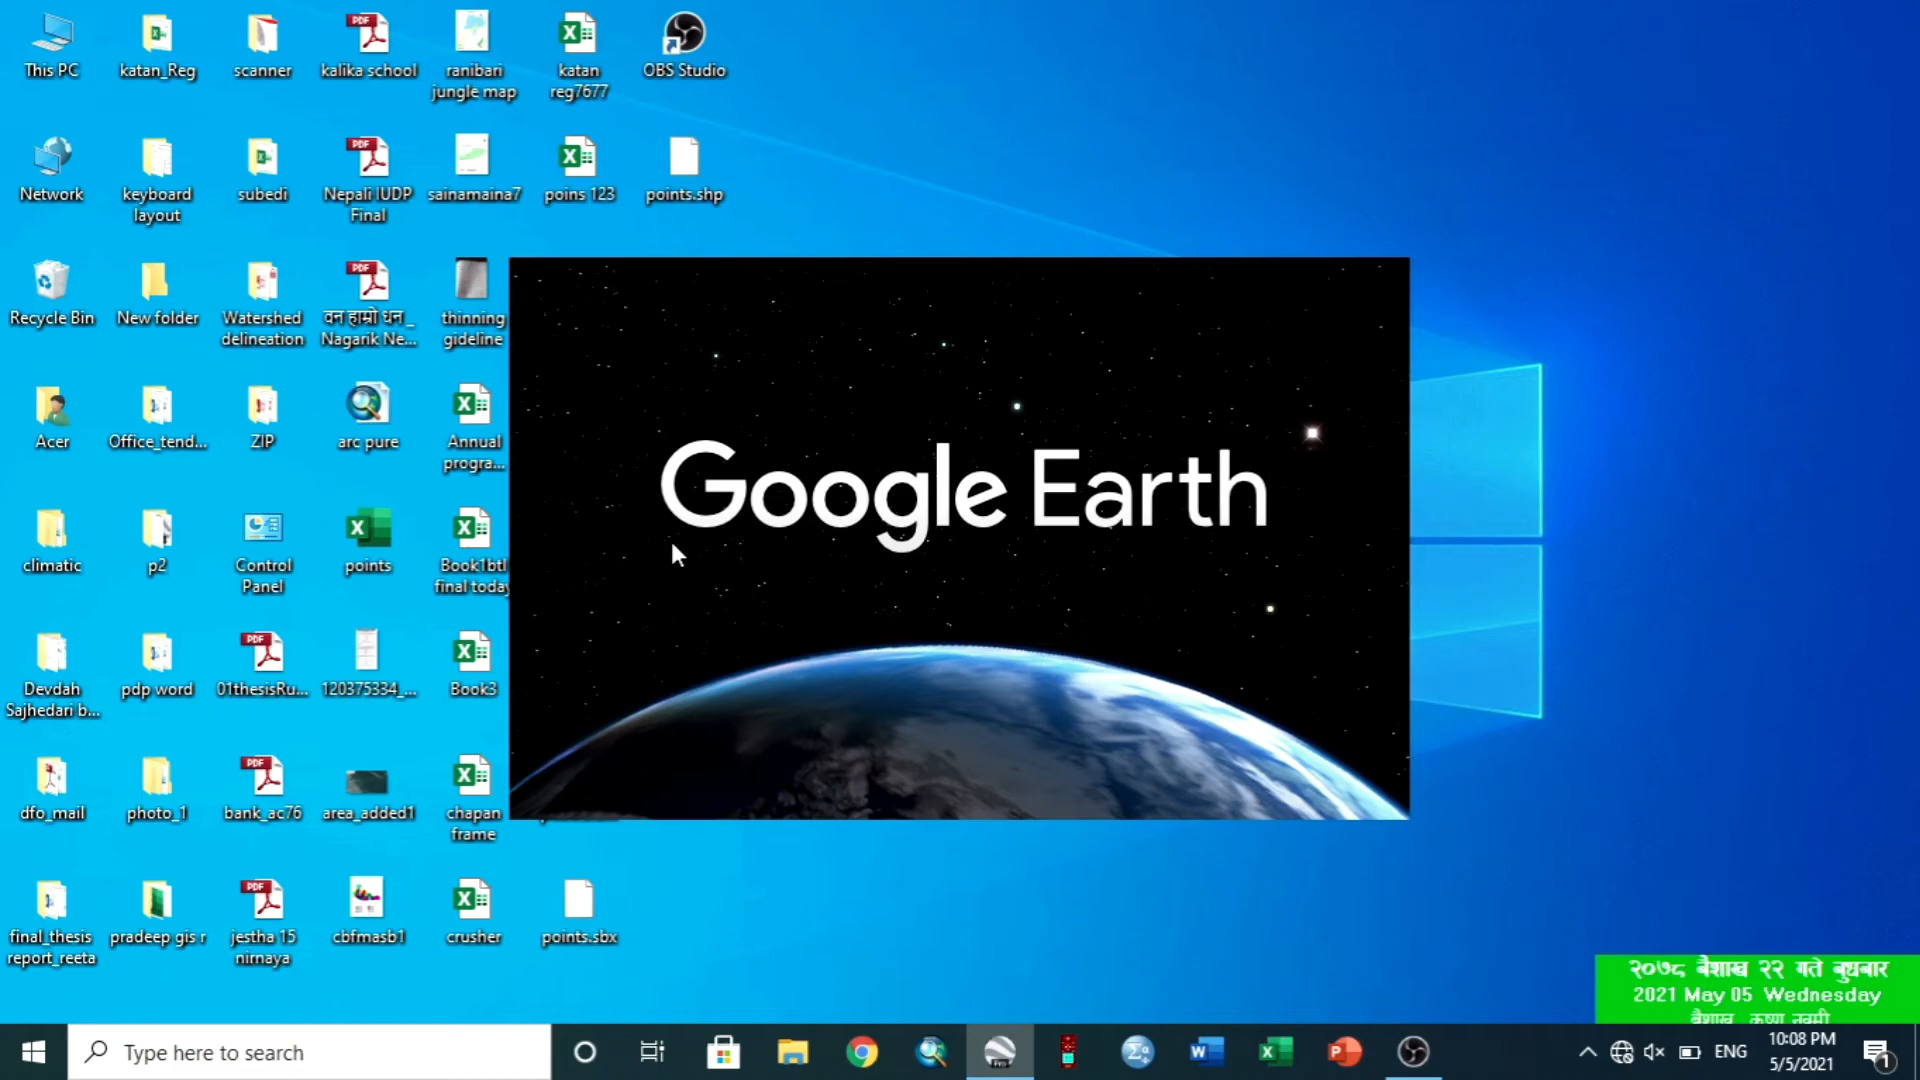 This PC
katan_Reg
scanner
kalika school
ranibari
jungle map
katan
reg7677
OBS Studio
Network
keyboard
layout
subedi
Nepali IUDP
Final
sainamaina7
poins 123
points.shp
Recycle Bin
New folder
Watershed
delineation
वन हाम्रो धन _
Nagarik Ne...
thinning
gideline
Acer
Office_tend...
ZIP
arc pure
Annual
progra...
climatic
p2
Control
Panel
points
Book1btl
final today
Devdah
Sajhedari b...
pdp word
01thesisRu...
120375334_...
Book3
dfo_mail
photo_1
bank_ac76
area_added1
chapan
frame
final_thesis
report_reeta
pradeep gis r
jestha 15
nirnaya
cbfmasb1
crusher
points.sbx
Google Earth
२०७८ बैशाख २२ गते बुधबार
2021 May 05 Wednesday
बैशाख कृष्ण नवमी
Type here to search
ENG
10:08 PM
5/5/2021
1